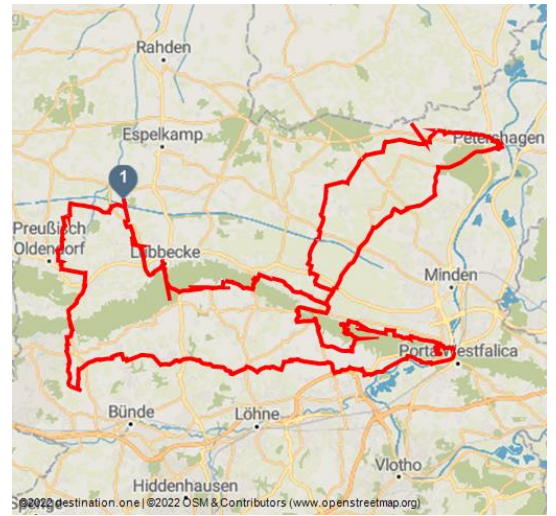 Rahden
Espelkamp
Petershagen
1
Preußisch
Oldendorf
Lübbecke
Minden
Porta Westfalica
Bünde
Löhne
Vlotho
Hiddenhausen
Spenge
©2022 destination.one | ©2022 OSM & Contributors (www.openstreetmap.org)